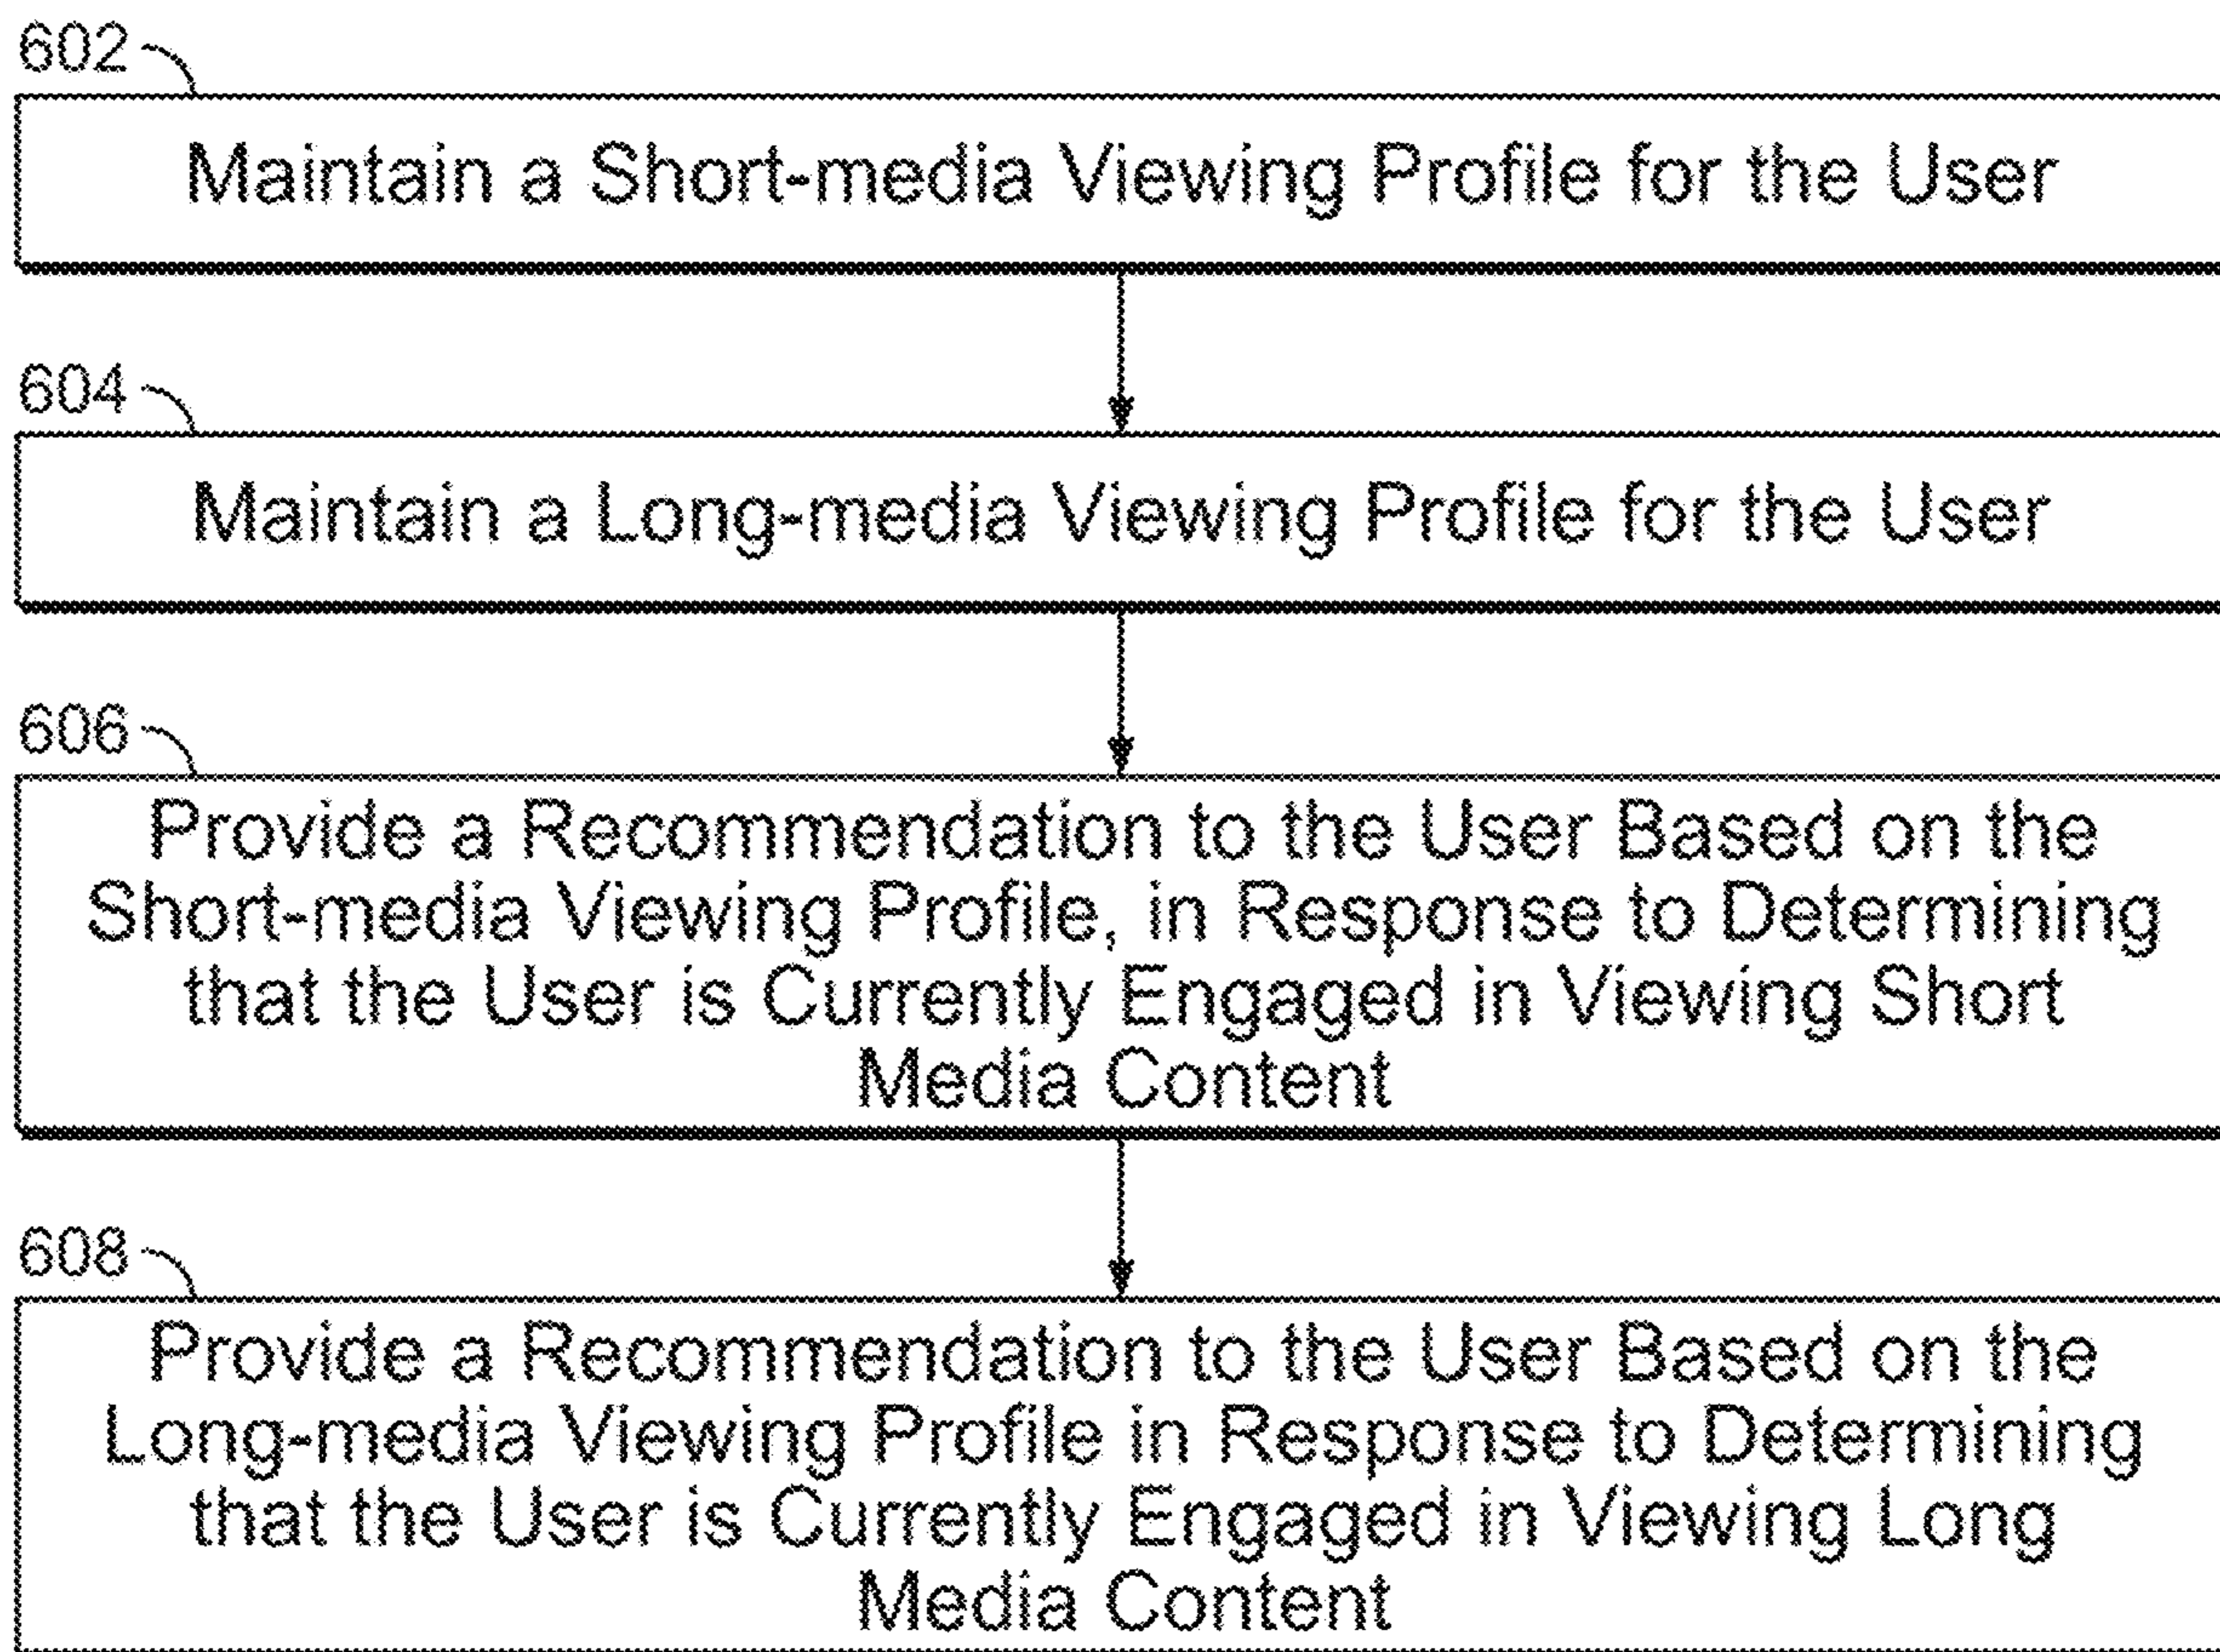 602
Maintain a Short-media Viewing Profile for the User
604
Maintain a Long-media Viewing Profile for the User
606
Provide a Recommendation to the User Based on the
Short-media Viewing Profile, in Response to Determining
that the User is Currently Engaged in Viewing Short
Media Content
608
Provide a Recommendation to the User Based on the
Long-media Viewing Profile in Response to Determining
that the User is Currently Engaged in Viewing Long
Media Content